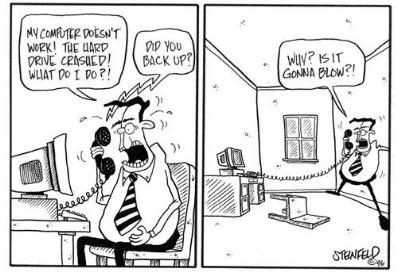 MY COMPUTER DOESN'T
WORK! THE HARD
DRIVE CRASHED!
WHAT DO I DO?!
DID YOU
BACK UP?
WHY? IS IT
GONNA BLOW?!
STEINFELD
©'96